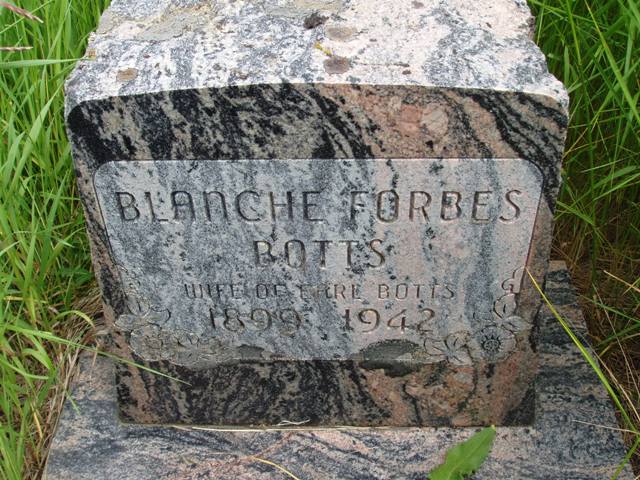 BLANCHE FORBES
BOTTS
WIFE OF EARL BOTTS
1899 1942